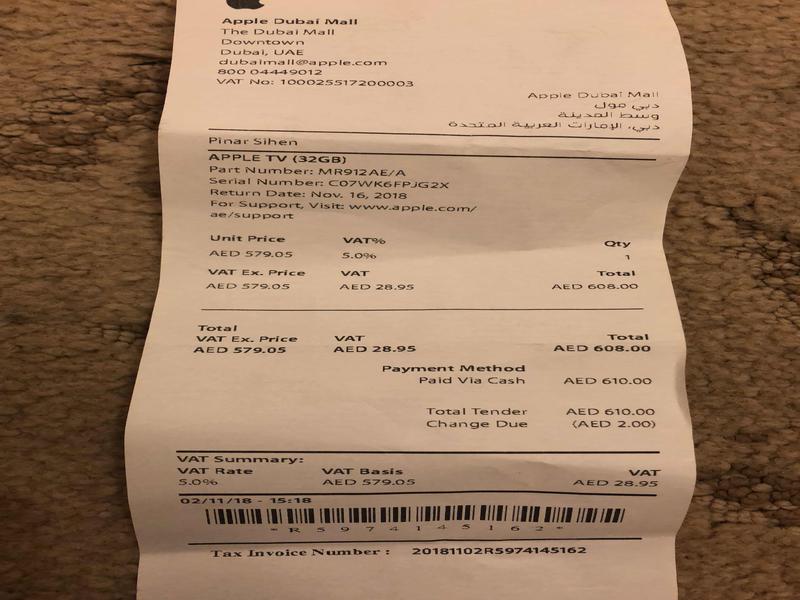 Apple Dubai Mall
The Dubai Mall
Downtown
Dubai, UAE
dubaimall@apple.com
800 04449012
VAT No: 100025517200003
Apple Dubai Mall
دبي مول
وسط المدينة
دبي، الإمارات العربية المتحدة
Pinar Sihen
APPLE TV (32GB)
Part Number: MR912AE/A
Serial Number: C07WK6FPJG2X
Return Date: Nov. 16, 2018
For Support, Visit: www.apple.com/
ae/support
Unit Price VAT% Qty
AED 579.05 5.0% 1
VAT Ex. Price VAT Total
AED 579.05 AED 28.95 AED 608.00
Total
VAT Ex. Price VAT Total
AED 579.05 AED 28.95 AED 608.00
Payment Method
Paid Via Cash AED 610.00
Total Tender AED 610.00
Change Due (AED 2.00)
VAT Summary:
VAT Rate VAT Basis VAT
5.0% AED 579.05 AED 28.95
02/11/18 - 15:18
*R5974145162*
Tax Invoice Number : 20181102R5974145162